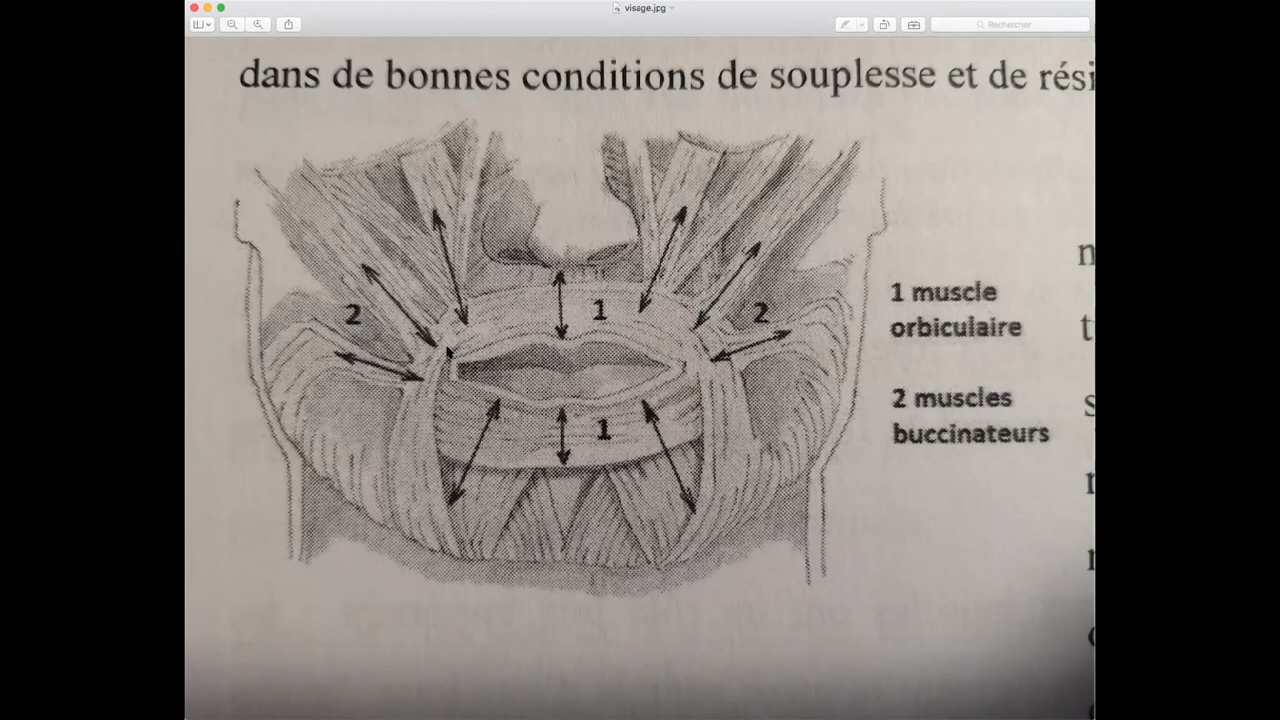 visage.jpg
Rechercher
dans de bonnes conditions de souplesse et de rési
1
2
2
1
1 muscle
orbiculaire
2 muscles
buccinateurs